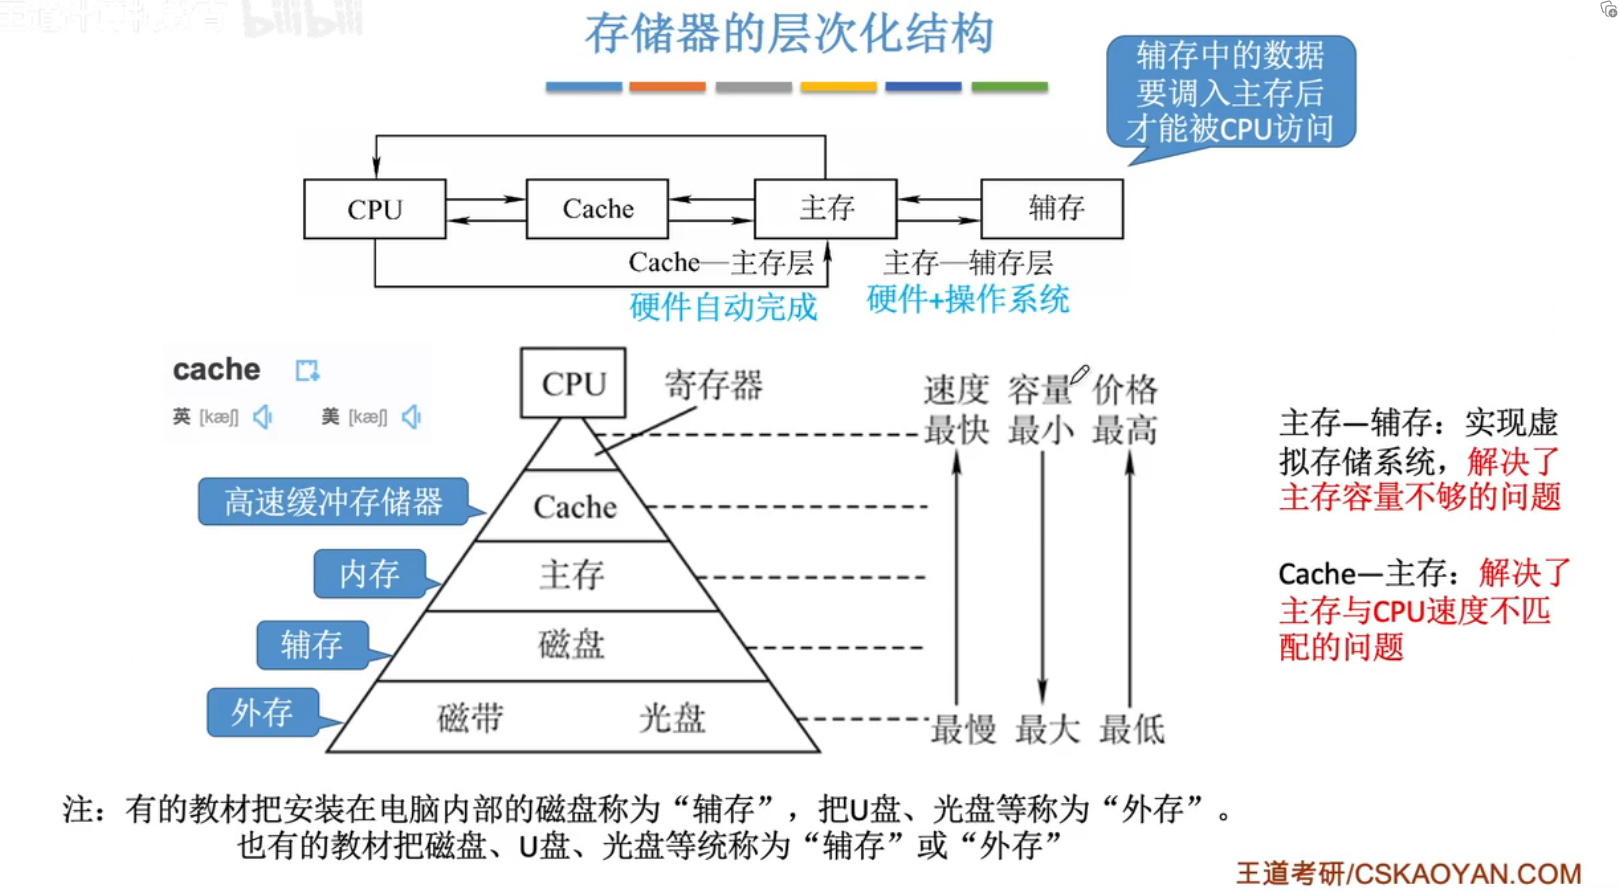 王道计算机教育 bilibili
存储器的层次化结构
辅存中的数据
要调入主存后
才能被CPU访问
CPU
Cache
主存
辅存
Cache—主存层
主存—辅存层
硬件自动完成
硬件+操作系统
cache
英 [kæʃ] 美 [kæʃ]
CPU
寄存器
速度 容量 价格
最快 最小 最高
高速缓冲存储器
Cache
内存
主存
辅存
磁盘
外存
磁带
光盘
最慢 最大 最低
主存—辅存：实现虚
拟存储系统，解决了
主存容量不够的问题
Cache—主存：解决了
主存与CPU速度不匹
配的问题
注：有的教材把安装在电脑内部的磁盘称为“辅存”，把U盘、光盘等称为“外存”。
也有的教材把磁盘、U盘、光盘等统称为“辅存”或“外存”
王道考研/CSKAOYAN.COM